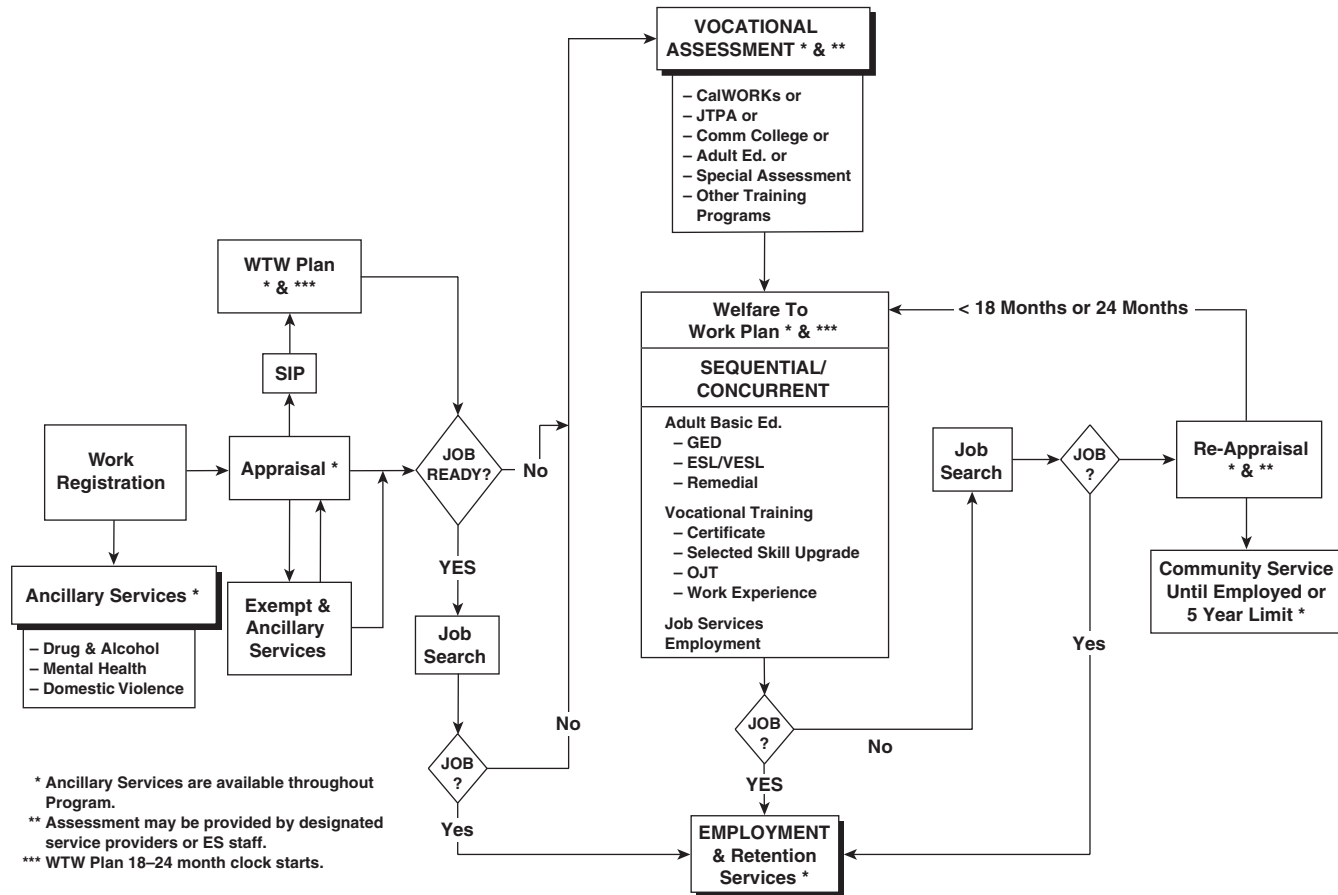 VOCATIONAL
ASSESSMENT * & **
– CalWORKs or
– JTPA or
– Comm College or
– Adult Ed. or
– Special Assessment
– Other Training
Programs
WTW Plan
* & ***
SIP
Work
Registration
Appraisal *
JOB
READY?
No
Ancillary Services *
– Drug & Alcohol
– Mental Health
– Domestic Violence
Exempt &
Ancillary
Services
YES
Job
Search
JOB
?
No
Yes
Welfare To
Work Plan * & ***
SEQUENTIAL/
CONCURRENT
Adult Basic Ed.
– GED
– ESL/VESL
– Remedial
Vocational Training
– Certificate
– Selected Skill Upgrade
– OJT
– Work Experience
Job Services
Employment
JOB
?
No
YES
EMPLOYMENT
& Retention
Services *
< 18 Months or 24 Months
Job
Search
JOB
?
Yes
Re-Appraisal
* & **
Community Service
Until Employed or
5 Year Limit *
* Ancillary Services are available throughout
Program.
** Assessment may be provided by designated
service providers or ES staff.
*** WTW Plan 18–24 month clock starts.